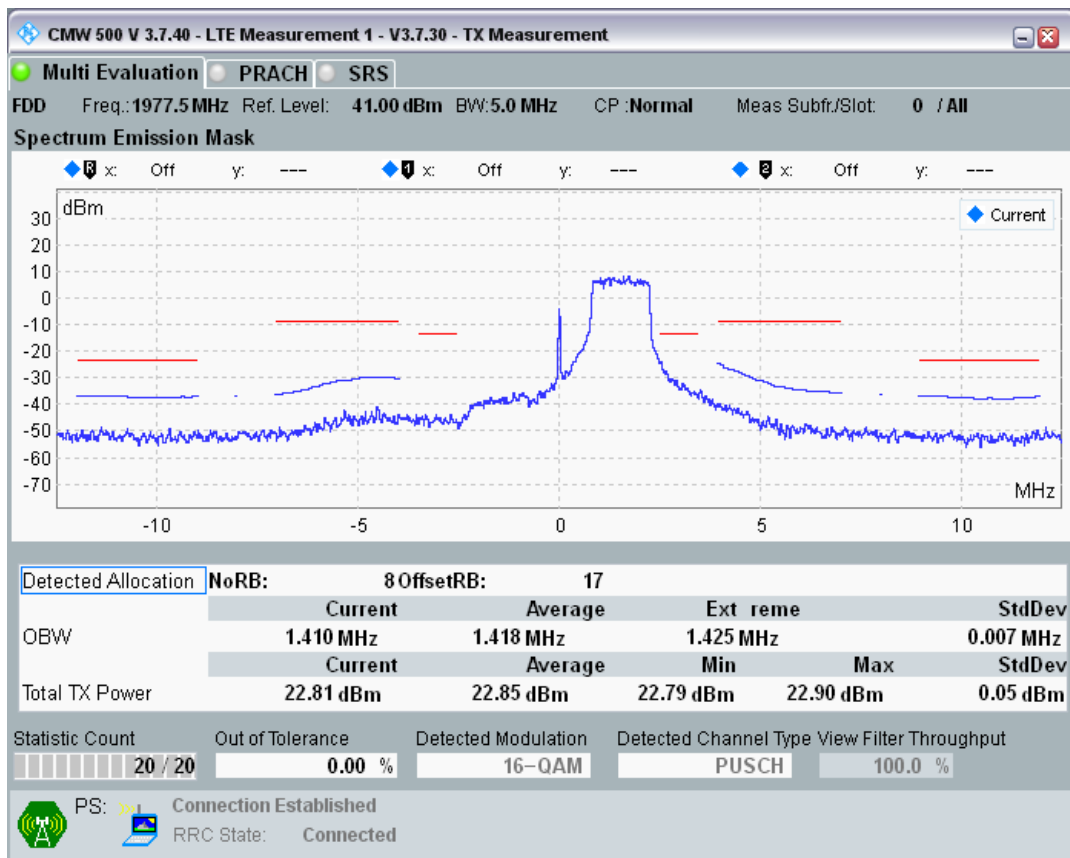 CMW 500 V 3.7.40 - LTE Measurement 1 - V3.7.30 - TX Measurement
Multi Evaluation PRACH SRS
FDD Freg.:1977.5 MHz Ref. Level: 41.00 dBm BW:5.0 MHz CP :Normal Meas Subfr./Slot: 0 / All
Spectrum Emission Mask
R x: Off y: --- 1 x: Off y: --- 2 x: Off y: ---
dBm
Current
30
20
10
0
-10
-20
-30
-40
-50
-60
-70
MHz
-10 -5 0 5 10
Detected Allocation NoRB: 8 OffsetRB: 17
Current Average Ext reme StdDev
OBW 1.410 MHz 1.418 MHz 1.425 MHz 0.007 MHz
Current Average Min Max StdDev
Total TX Power 22.81 dBm 22.85 dBm 22.79 dBm 22.90 dBm 0.05 dBm
Statistic Count Out of Tolerance Detected Modulation Detected Channel Type View Filter Throughput
20 / 20 0.00 % 16-QAM PUSCH 100.0 %
PS: Connection Established
RRC State: Connected